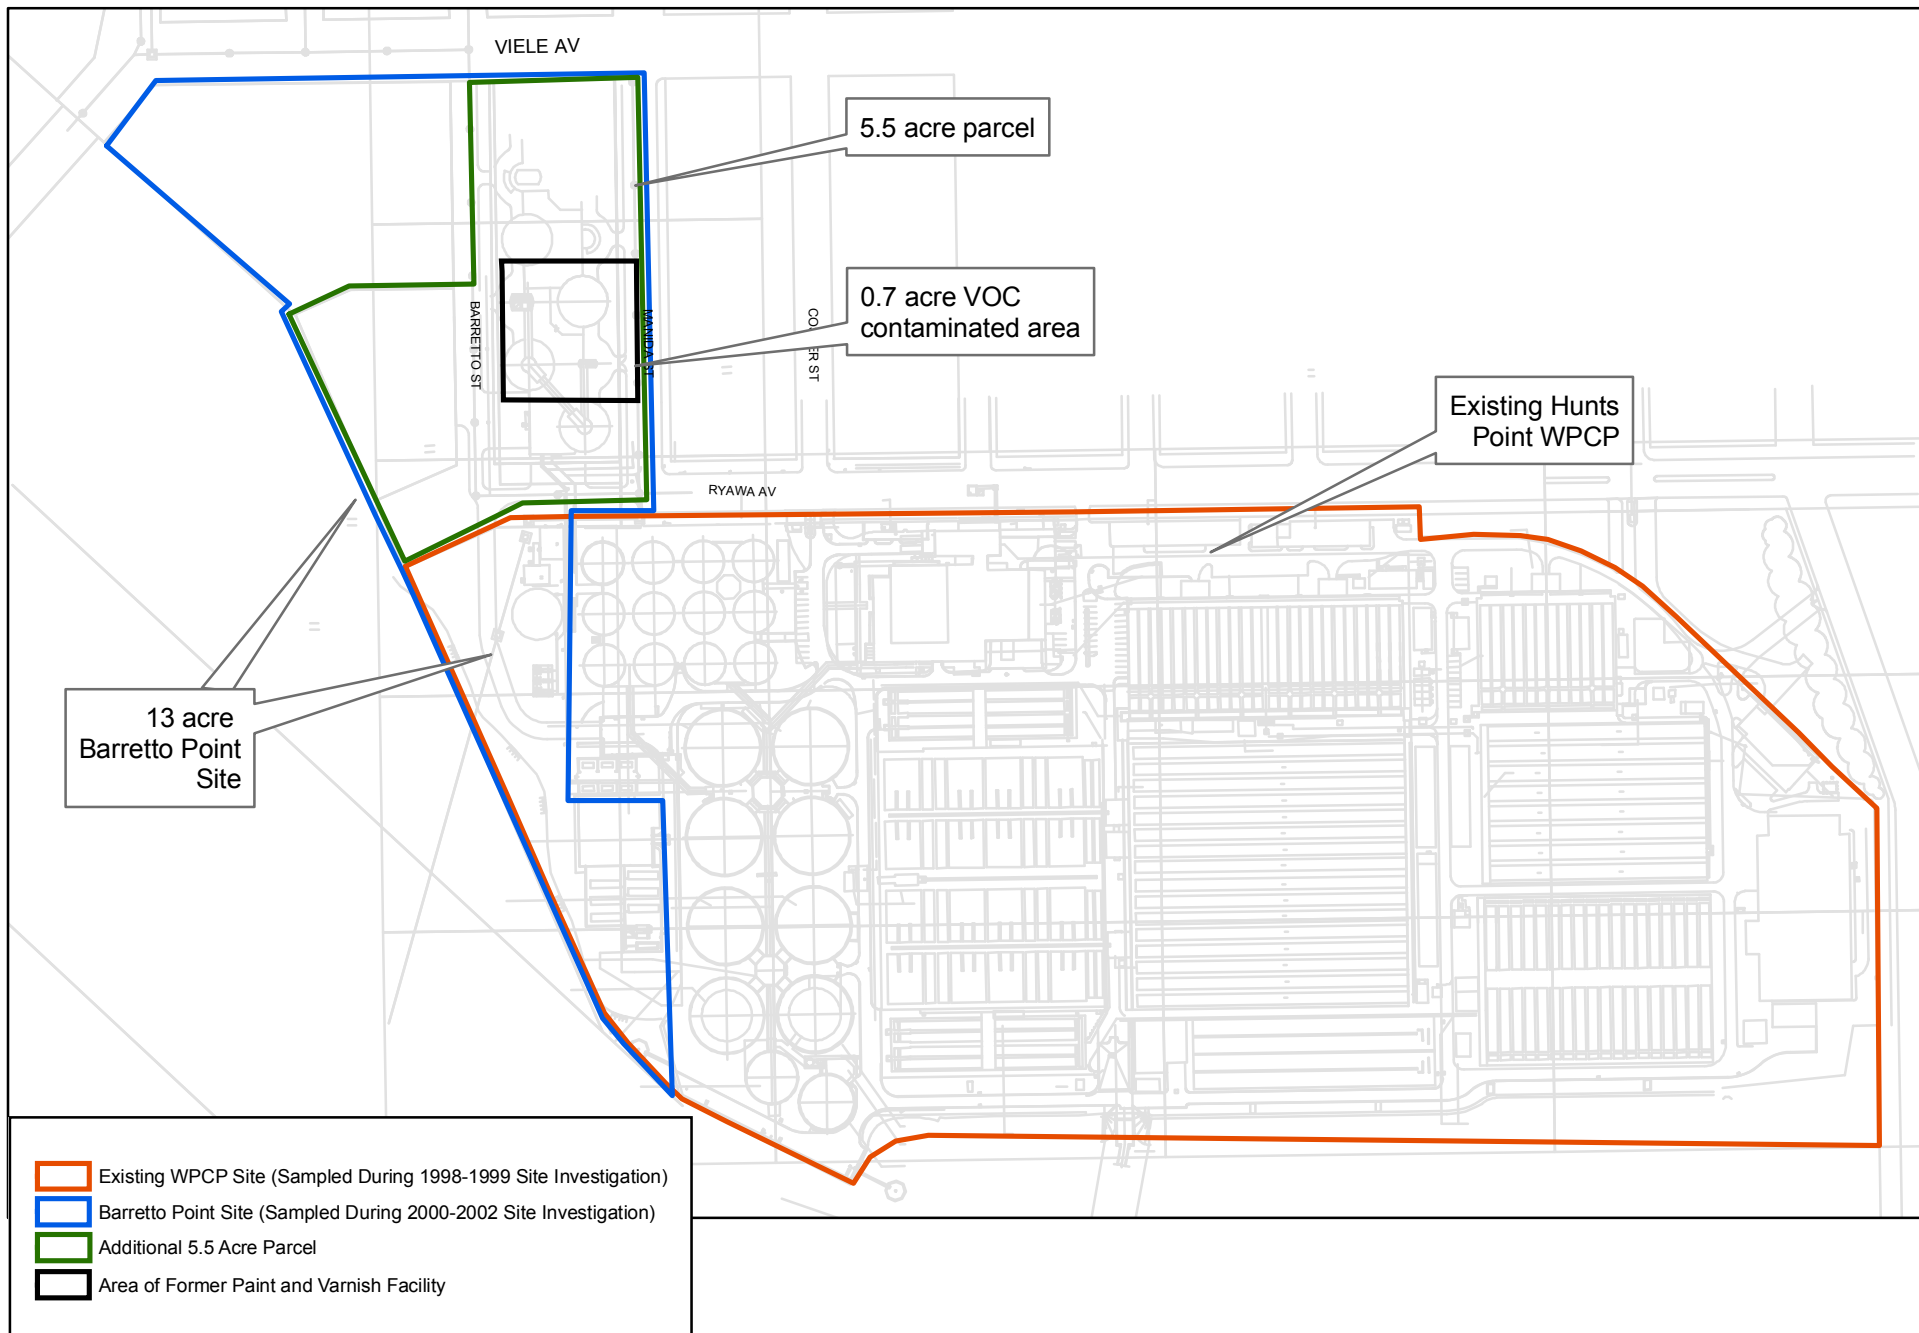 VIELE AV
5.5 acre parcel
0.7 acre VOC
contaminated area
BARRETTO ST
MANIDA ST
Existing Hunts
Point WPCP
RYAWA AV
13 acre
Barretto Point
Site
Existing WPCP Site (Sampled During 1998-1999 Site Investigation)
Barretto Point Site (Sampled During 2000-2002 Site Investigation)
Additional 5.5 Acre Parcel
Area of Former Paint and Varnish Facility